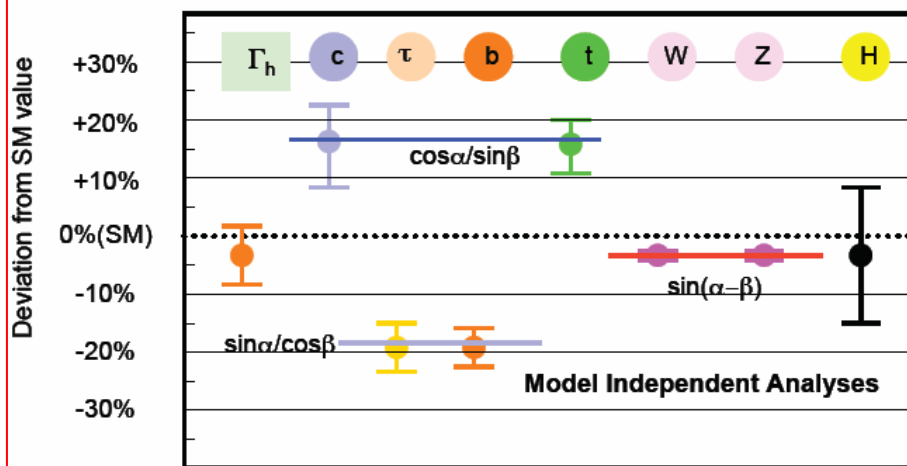 Deviation from SM value
+30%
+20%
+10%
0%(SM)
-10%
-20%
-30%
Γh c τ b t W Z H
cosα/sinβ
sin(α−β)
sinα/cosβ
Model Independent Analyses